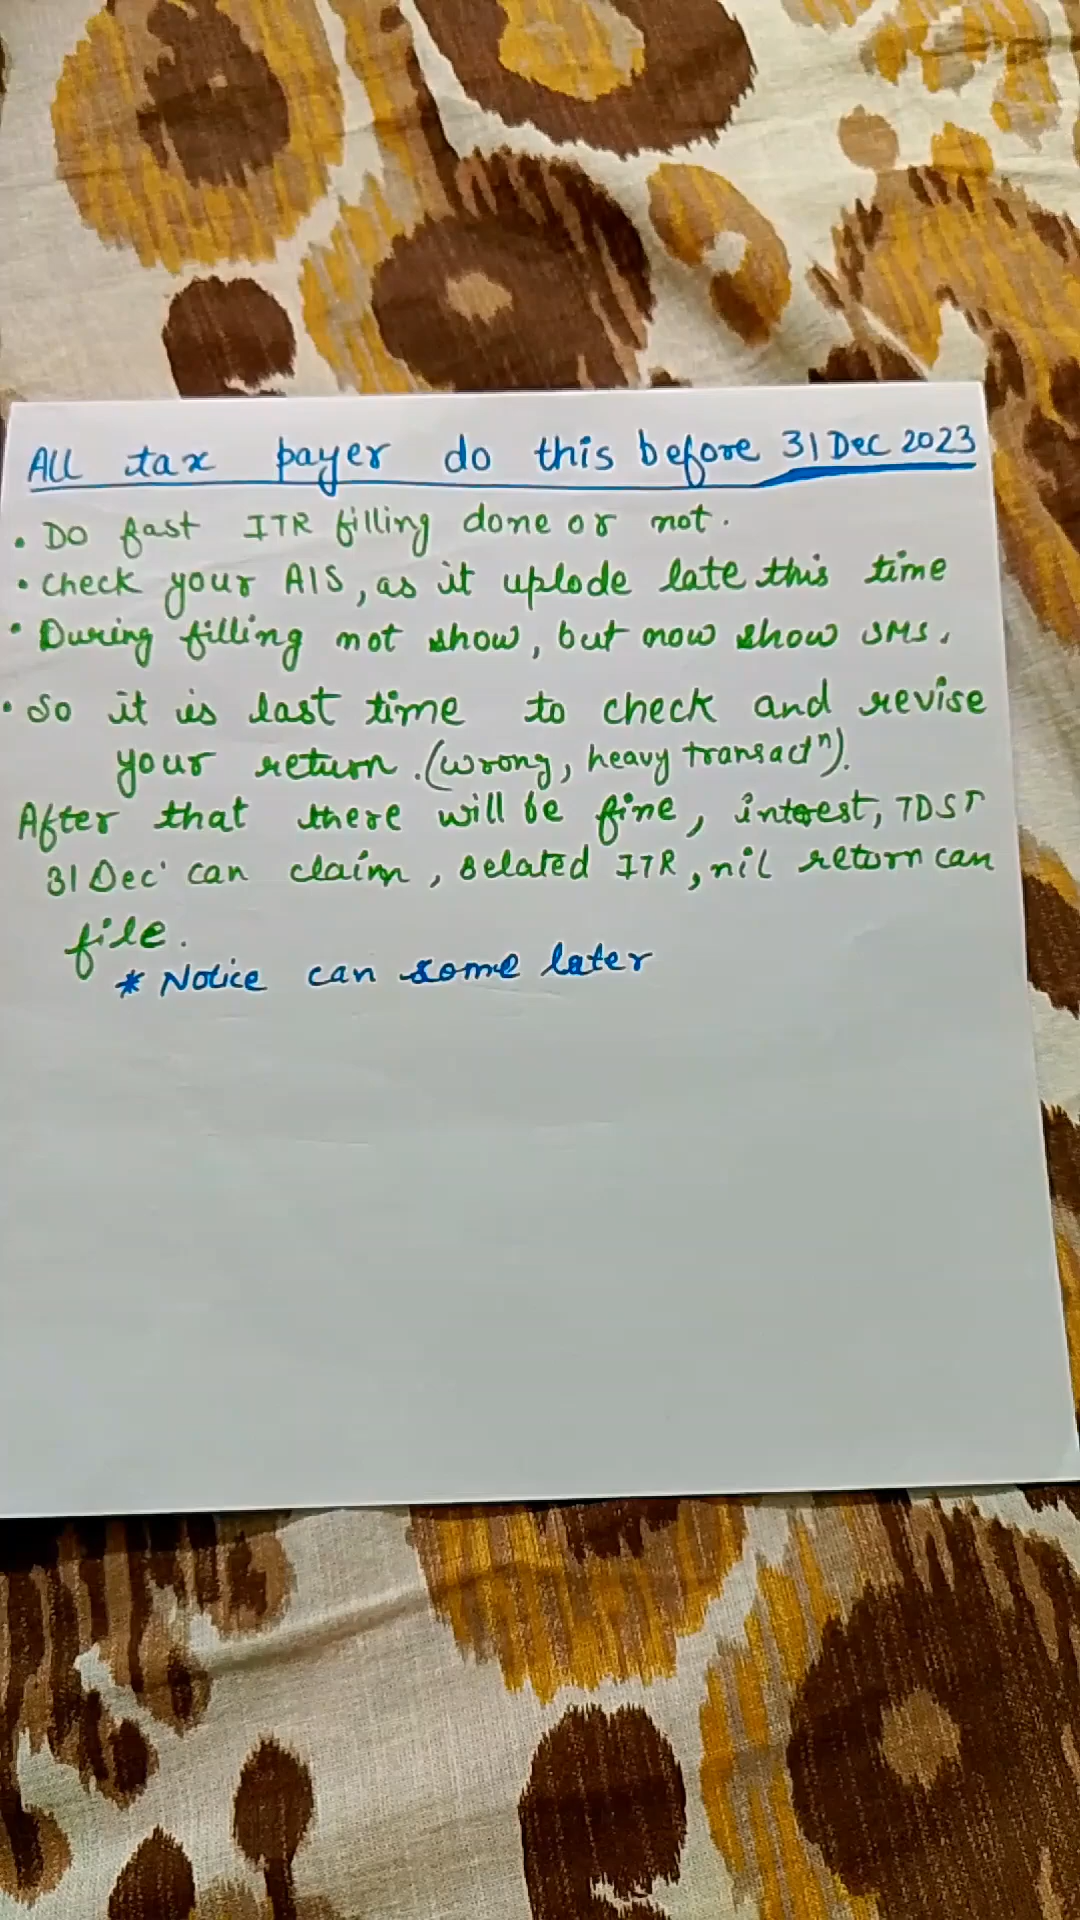 All tax payer do this before 31 Dec 2023
• Do fast ITR filling done or not.
• check your AIS, as it uplode late this time
• During filling not show, but now show SMS.
• So it is last time to check and revise
your return. (wrong, heavy transactⁿ).
After that there will be fine, interest, TDS↑
31 Dec' can claim, belated ITR, nil return can
file.
* Notice can some later